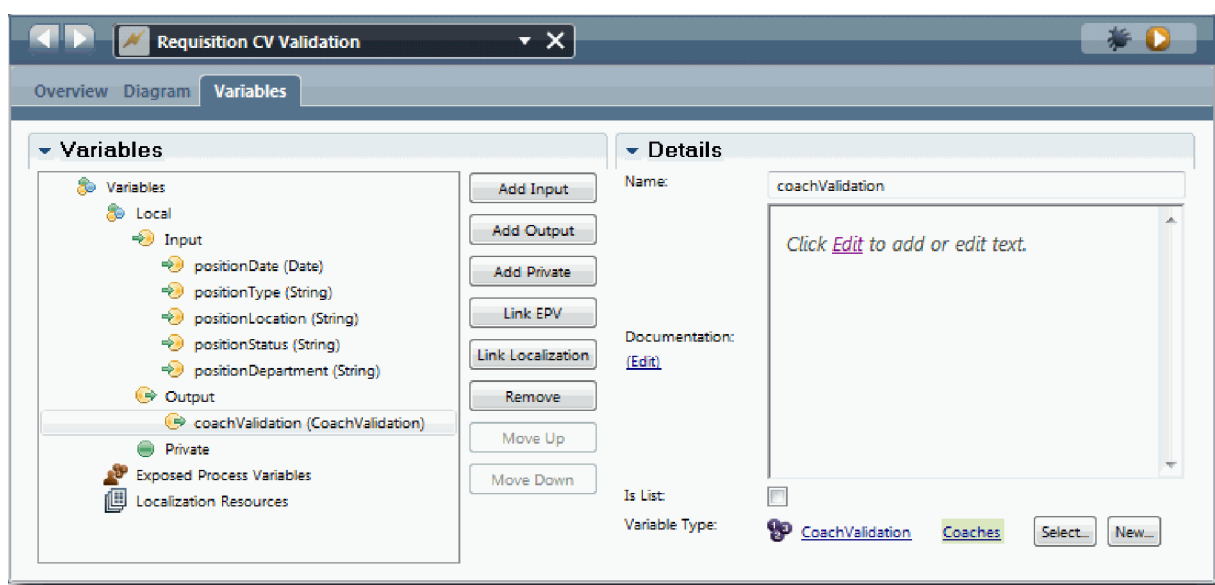 Requisition CV Validation
Overview Diagram Variables
Variables
Variables
Local
Input
positionDate (Date)
positionType (String)
positionLocation (String)
positionStatus (String)
positionDepartment (String)
Output
coachValidation (CoachValidation)
Private
Exposed Process Variables
Localization Resources
Add Input
Add Output
Add Private
Link EPV
Link Localization
Remove
Move Up
Move Down
Details
Name: coachValidation
Click Edit to add or edit text.
Documentation:
(Edit)
Is List:
Variable Type: CoachValidation Coaches Select... New...